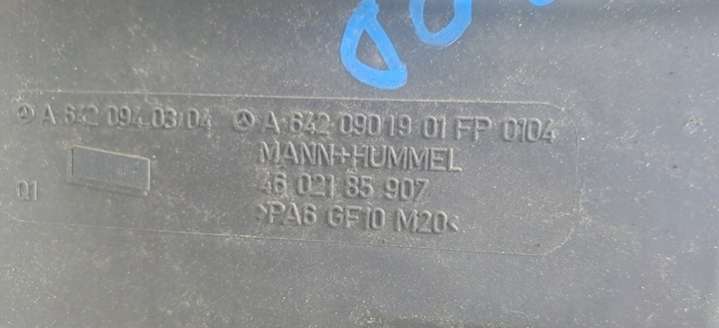 A 642 094 03 04 A 642 090 19 01 FP 0104
MANN+HUMMEL
46 021 85 907
Q1 >PA6 GF10 M20<